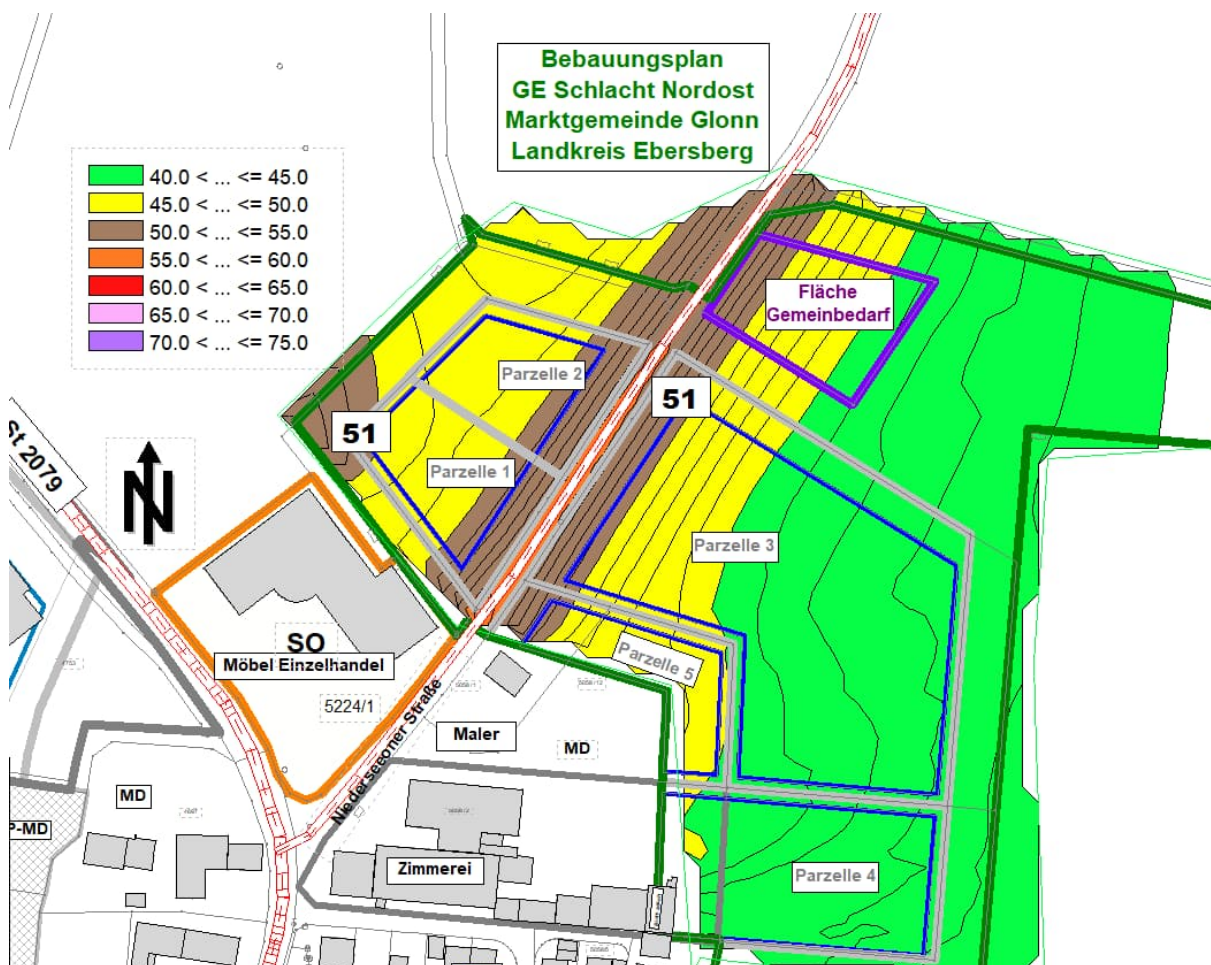 Bebauungsplan
GE Schlacht Nordost
Marktgemeinde Glonn
Landkreis Ebersberg
40.0 < ... <= 45.0
45.0 < ... <= 50.0
50.0 < ... <= 55.0
55.0 < ... <= 60.0
60.0 < ... <= 65.0
65.0 < ... <= 70.0
70.0 < ... <= 75.0
Fläche
Gemeinbedarf
Parzelle 2
51
51
Parzelle 1
St 2079
N
Parzelle 3
SO
Möbel Einzelhandel
5224/1
Parzelle 5
Niederseeoner Straße
Maler
MD
MD
P-MD
Zimmerei
Parzelle 4